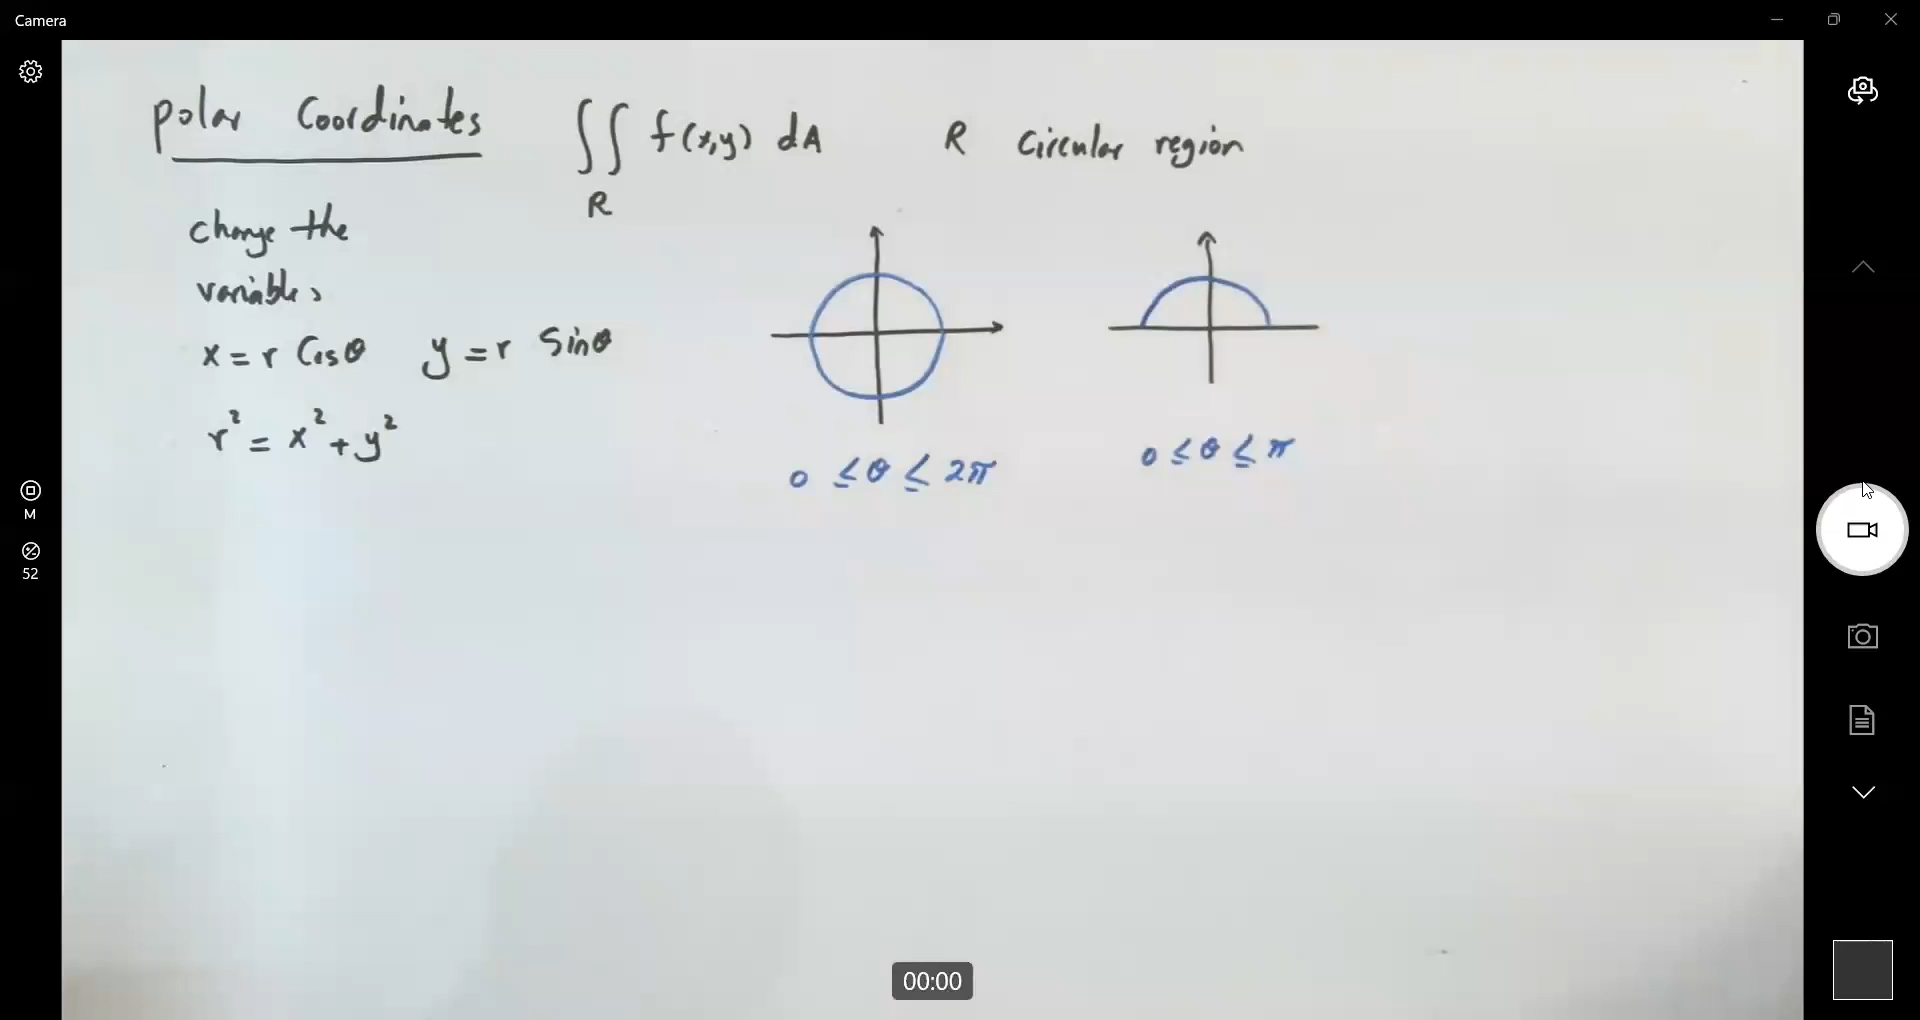 Camera
polar Coordinates ∫∫ f(x,y) dA R Circular region
R
change the
variables
x = r Cosθ y = r Sinθ
r² = x² + y²
0 ≤ θ ≤ 2π 0 ≤ θ ≤ π
M
52
00:00